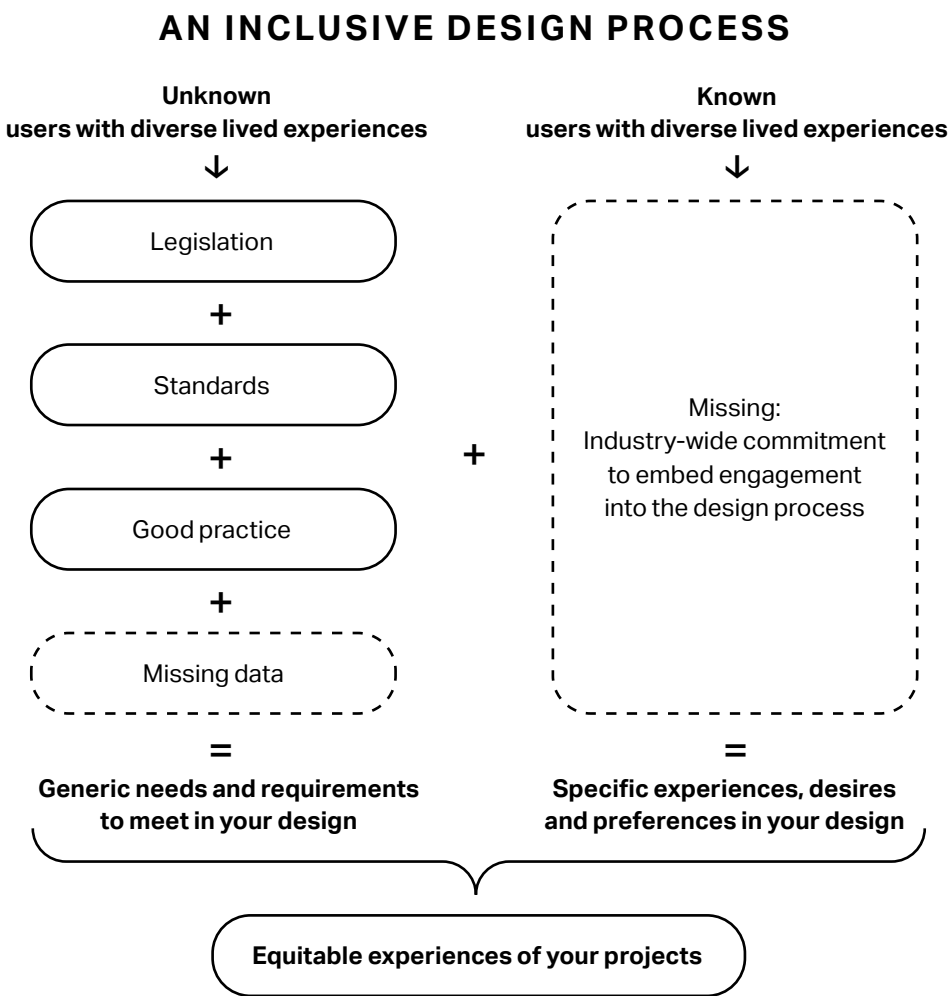 AN INCLUSIVE DESIGN PROCESS
Unknown
users with diverse lived experiences
Legislation
+
Standards
+
Good practice
+
Missing data
=
Generic needs and requirements
to meet in your design
+
Known
users with diverse lived experiences
Missing:
Industry-wide commitment
to embed engagement
into the design process
=
Specific experiences, desires
and preferences in your design
Equitable experiences of your projects